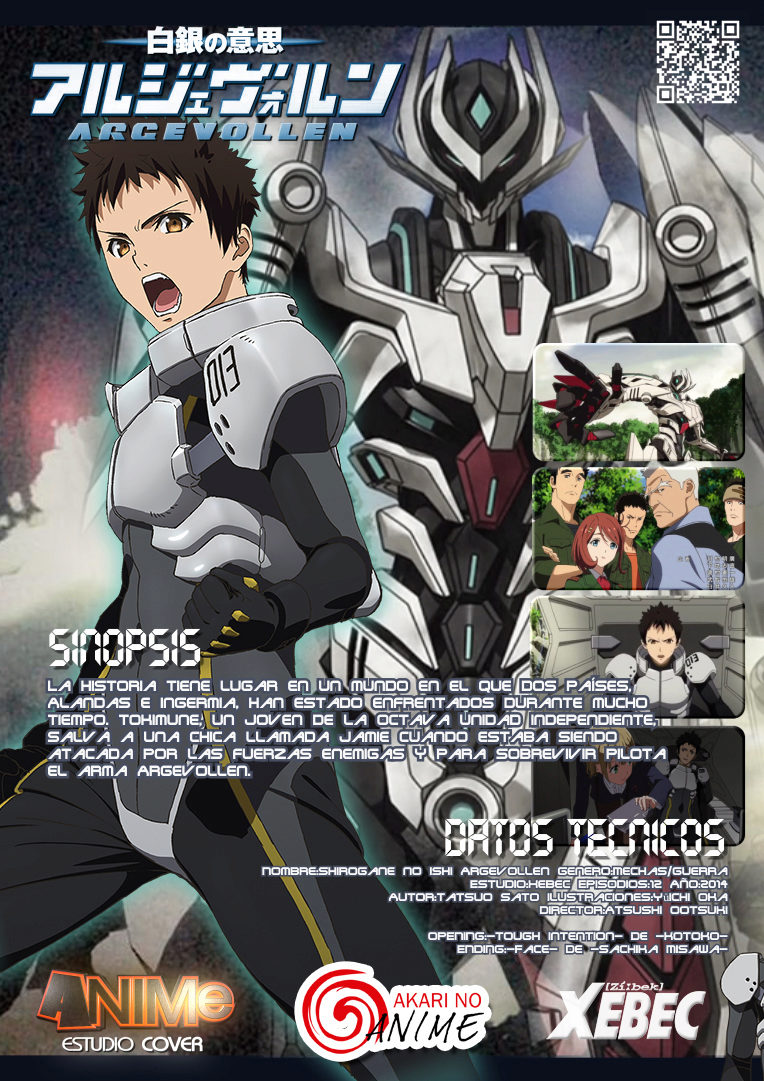 白銀の意思
アルジェヴォルン
ARGEVOLLEN
013
SINOPSIS
LA HISTORIA TIENE LUGAR EN UN MUNDO EN EL QUE DOS PAÍSES,
ALANDAS E INGERMIA, HAN ESTADO ENFRENTADOS DURANTE MUCHO
TIEMPO. TOKIMUNE, UN JOVEN DE LA OCTAVA UNIDAD INDEPENDIENTE,
SALVA A UNA CHICA LLAMADA JAMIE CUANDO ESTABA SIENDO
ATACADA POR LAS FUERZAS ENEMIGAS Y PARA SOBREVIVIR PILOTA
EL ARMA ARGEVOLLEN.
DATOS TECNICOS
NOMBRE:SHIROGANE NO ISHI ARGEVOLLEN GENERO:MECHAS/GUERRA
ESTUDIO:XEBEC EPISODIOS:12 AÑO:2014
AUTOR:TATSUO SATO ILUSTRACIONES:YūICHI OKA
DIRECTOR:ATSUSHI OOTSUKI
OPENING:-TOUGH INTENTION- DE -KOTOKO-
ENDING:-FACE- DE -SACHIKA MISAWA-
ANIMe
ESTUDIO COVER
AKARI NO
ANIME
[Zi:bek]
XEBEC